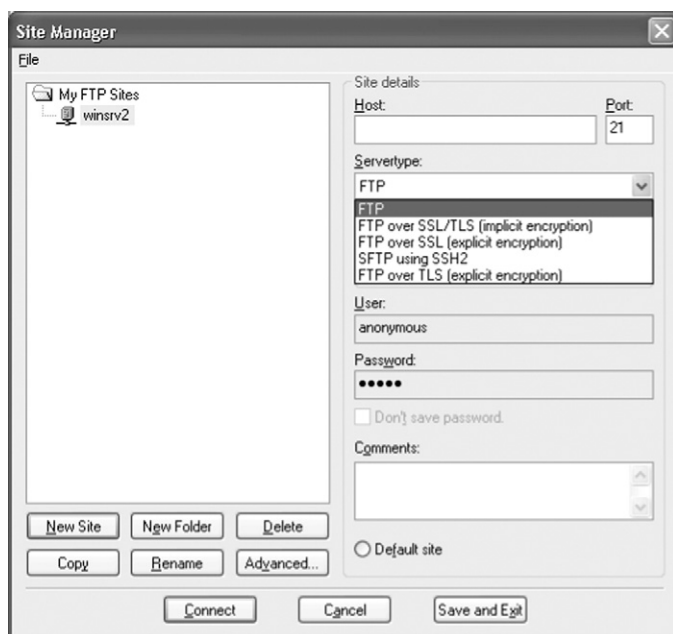 Site Manager
File
My FTP Sites
winsrv2
Site details
Host:
Port:
21
Servertype:
FTP
FTP
FTP over SSL/TLS (implicit encryption)
FTP over SSL (explicit encryption)
SFTP using SSH2
FTP over TLS (explicit encryption)
User:
anonymous
Password:
•••••
Don't save password.
Comments:
Default site
New Site
New Folder
Delete
Copy
Rename
Advanced...
Connect
Cancel
Save and Exit